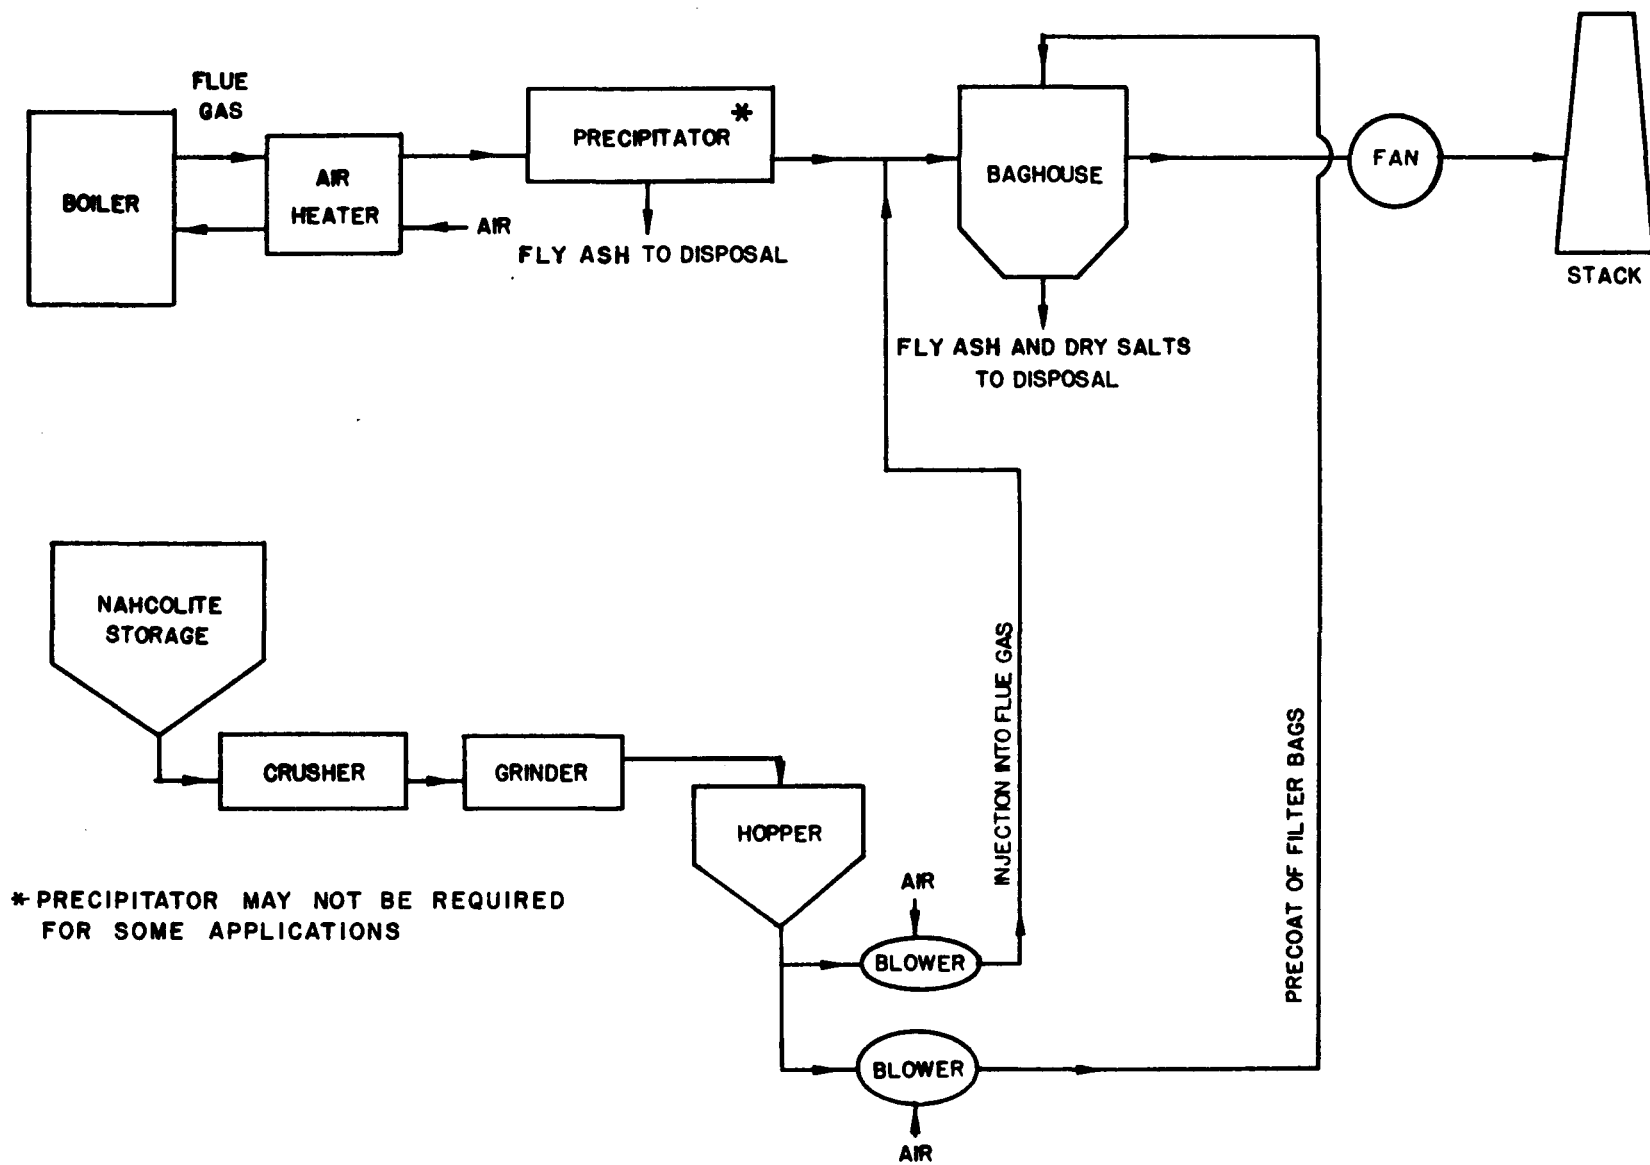 FLUE
GAS
BOILER
AIR
HEATER
AIR
PRECIPITATOR*
FLY ASH TO DISPOSAL
BAGHOUSE
FLY ASH AND DRY SALTS
TO DISPOSAL
FAN
STACK
NAHCOLITE
STORAGE
CRUSHER
GRINDER
HOPPER
AIR
BLOWER
INJECTION INTO FLUE GAS
BLOWER
AIR
PRECOAT OF FILTER BAGS
* PRECIPITATOR MAY NOT BE REQUIRED
FOR SOME APPLICATIONS